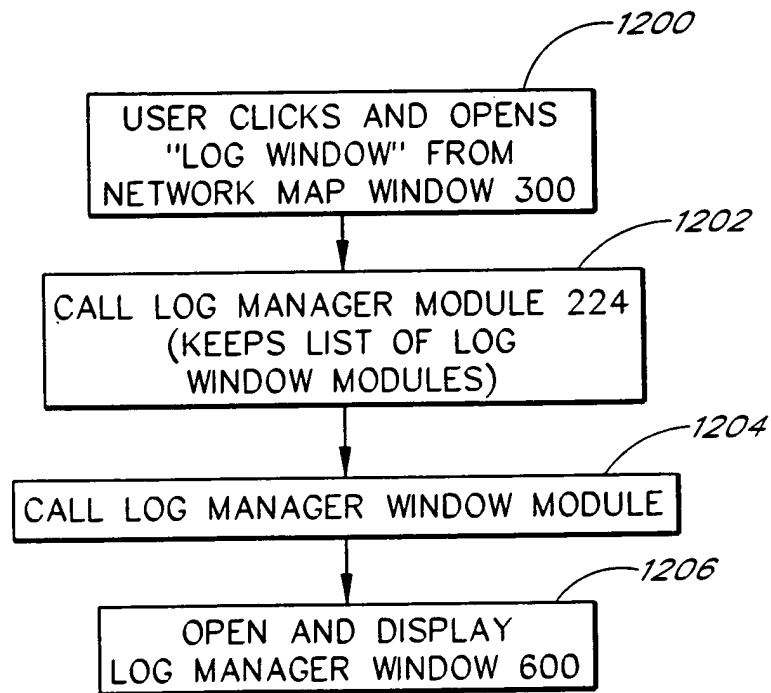 1200
USER CLICKS AND OPENS
"LOG WINDOW" FROM
NETWORK MAP WINDOW 300
1202
CALL LOG MANAGER MODULE 224
(KEEPS LIST OF LOG
WINDOW MODULES)
1204
CALL LOG MANAGER WINDOW MODULE
1206
OPEN AND DISPLAY
LOG MANAGER WINDOW 600